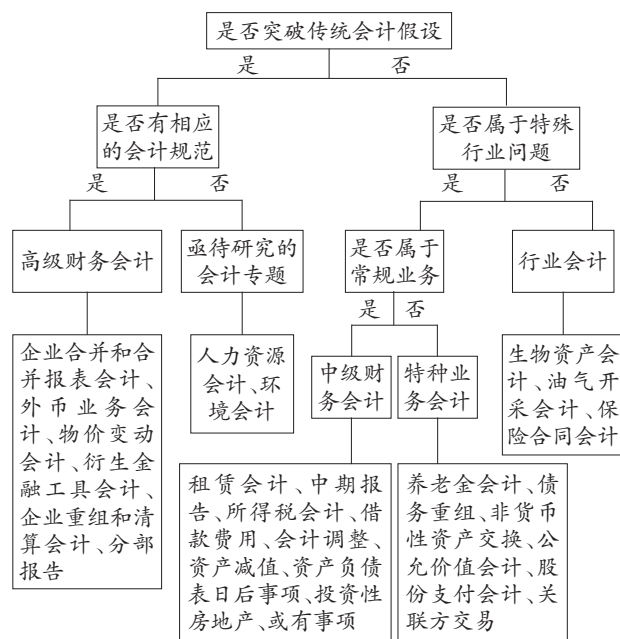 是否突破传统会计假设
是 否
是否有相应
的会计规范
是否属于特殊
行业问题
是 否
是 否
高级财务会计
亟待研究的
会计专题
是否属于
常规业务
行业会计
是 否
企业合并和合
并报表会计、
外币业务会
计、物价变动
会计、衍生金
融工具会计、
企业重组和清
算会计、分部
报告
人力资源
会计、环
境会计
中级财
务会计
特种业
务会计
生物资产会
计、油气开
采会计、保
险合同会计
租赁会计、中期报
告、所得税会计、借
款费用、会计调整、
资产减值、资产负债
表日后事项、投资性
房地产、或有事项
养老金会计、债
务重组、非货币
性资产交换、公
允价值会计、股
份支付会计、关
联方交易